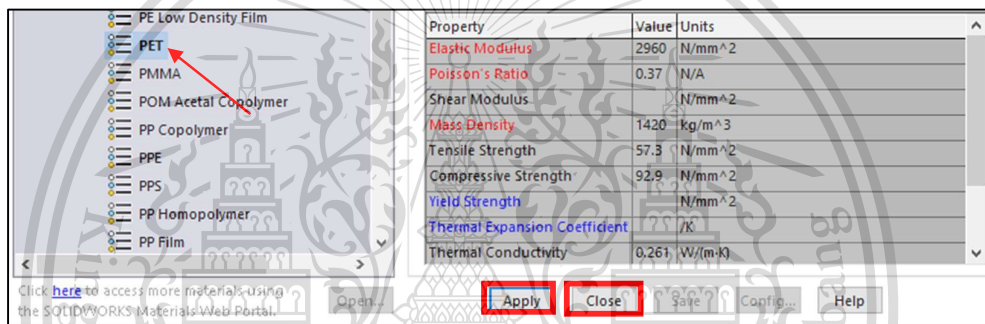 PE Low Density Film
PET
PMMA
POM Acetal Copolymer
PP Copolymer
PPE
PPS
PP Homopolymer
PP Film
Click here to access more materials using
the SOLIDWORKS Materials Web Portal.
Open...
Property Value Units
Elastic Modulus 2960 N/mm^2
Poisson's Ratio 0.37 N/A
Shear Modulus N/mm^2
Mass Density 1420 kg/m^3
Tensile Strength 57.3 N/mm^2
Compressive Strength 92.9 N/mm^2
Yield Strength N/mm^2
Thermal Expansion Coefficient /K
Thermal Conductivity 0.261 W/(m·K)
Apply Close Save Config... Help